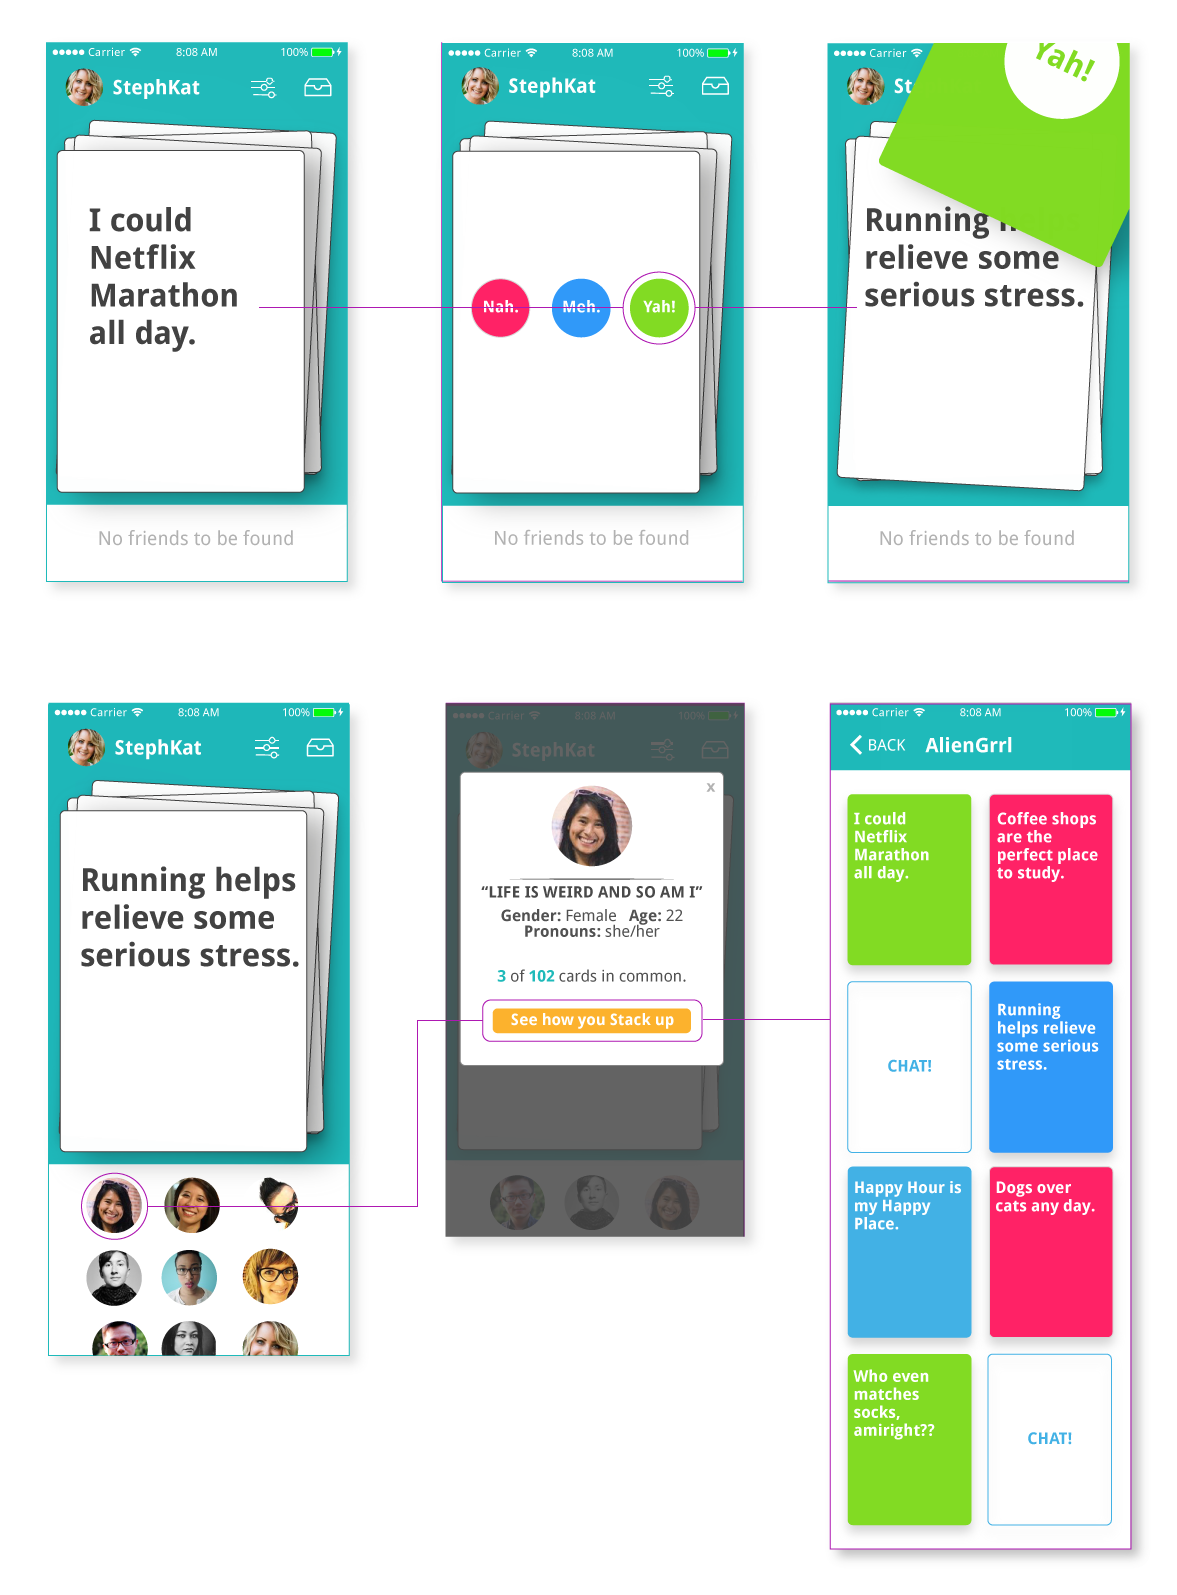 Carrier 8:08 AM 100%
StephKat
I could
Netflix
Marathon
all day.
No friends to be found
Carrier 8:08 AM 100%
StephKat
Nah. Meh. Yah!
No friends to be found
Carrier
St
Yah!
Running
relieve some
serious stress.
No friends to be found
Carrier 8:08 AM 100%
StephKat
Running helps
relieve some
serious stress.
Carrier 8:08 AM 100%
StephKat
x
“LIFE IS WEIRD AND SO AM I”
Gender: Female Age: 22
Pronouns: she/her
3 of 102 cards in common.
See how you Stack up
Carrier 8:08 AM 100%
BACK AlienGrrl
I could
Netflix
Marathon
all day.
Coffee shops
are the
perfect place
to study.
CHAT!
Running
helps relieve
some serious
stress.
Happy Hour is
my Happy
Place.
Dogs over
cats any day.
Who even
matches
socks,
amiright??
CHAT!